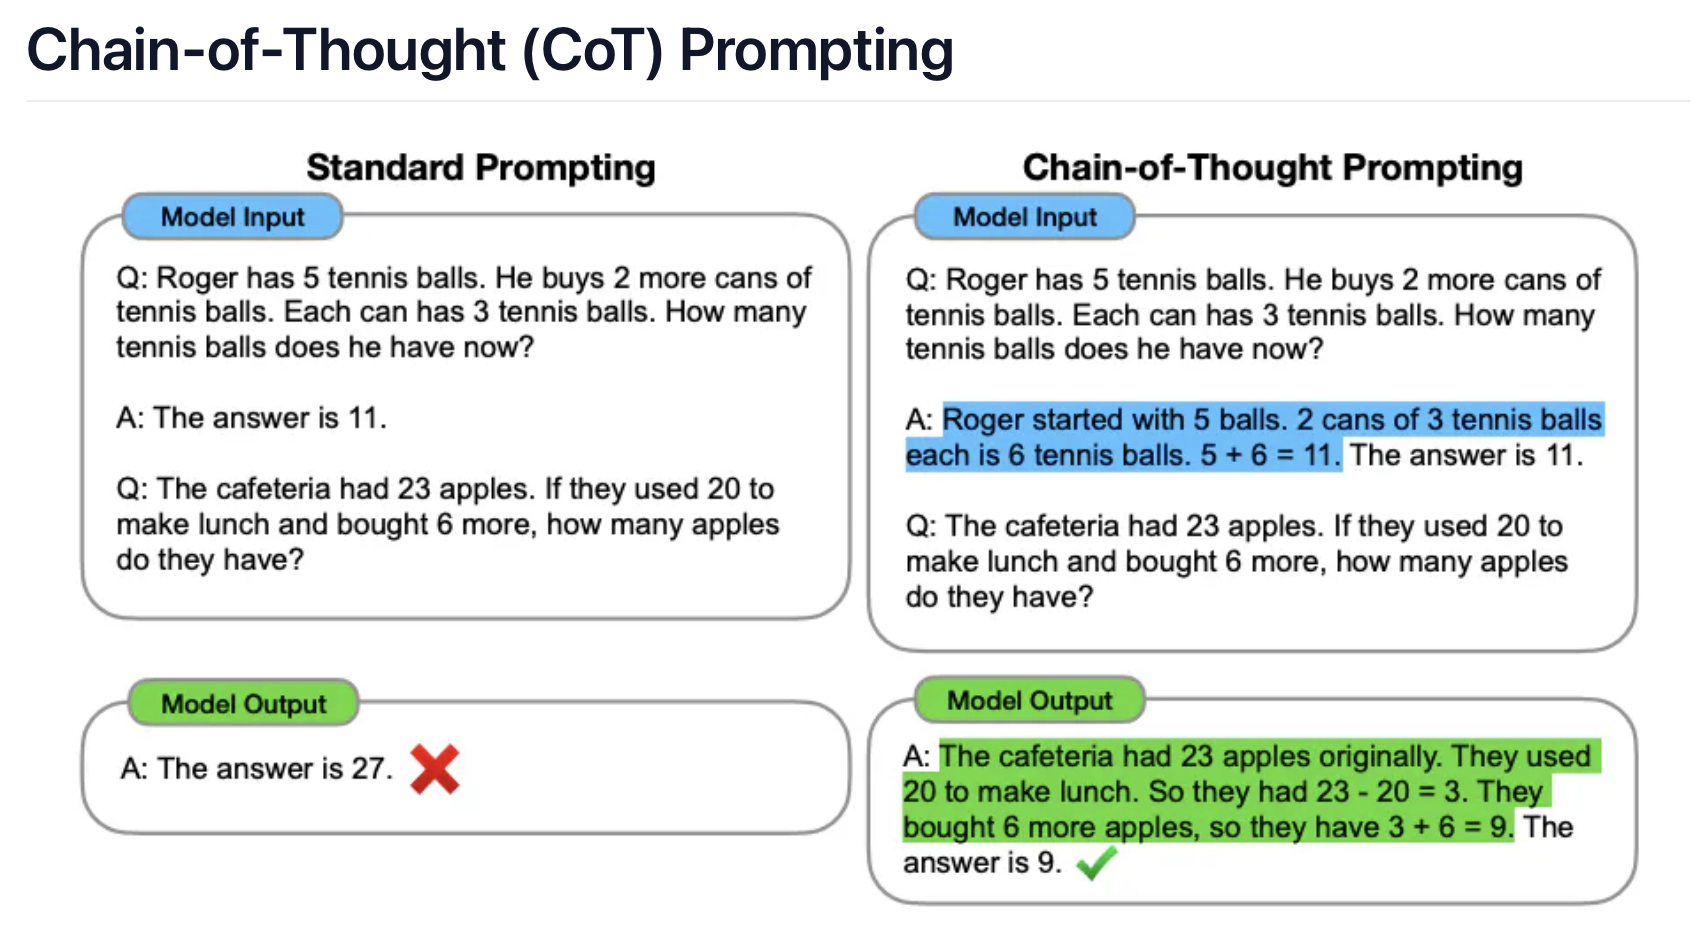 Chain-of-Thought (CoT) Prompting
Standard Prompting
Model Input
Q: Roger has 5 tennis balls. He buys 2 more cans of
tennis balls. Each can has 3 tennis balls. How many
tennis balls does he have now?
A: The answer is 11.
Q: The cafeteria had 23 apples. If they used 20 to
make lunch and bought 6 more, how many apples
do they have?
Model Output
A: The answer is 27.
Chain-of-Thought Prompting
Model Input
Q: Roger has 5 tennis balls. He buys 2 more cans of
tennis balls. Each can has 3 tennis balls. How many
tennis balls does he have now?
A: Roger started with 5 balls. 2 cans of 3 tennis balls
each is 6 tennis balls. 5 + 6 = 11. The answer is 11.
Q: The cafeteria had 23 apples. If they used 20 to
make lunch and bought 6 more, how many apples
do they have?
Model Output
A: The cafeteria had 23 apples originally. They used
20 to make lunch. So they had 23 - 20 = 3. They
bought 6 more apples, so they have 3 + 6 = 9. The
answer is 9.